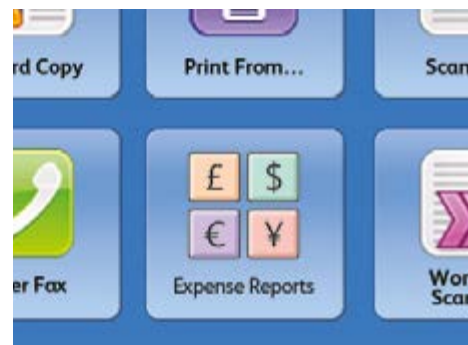 rd Copy
Print From...
Scan
£ $
€ ¥
er Fax
Expense Reports
Wor
Scan